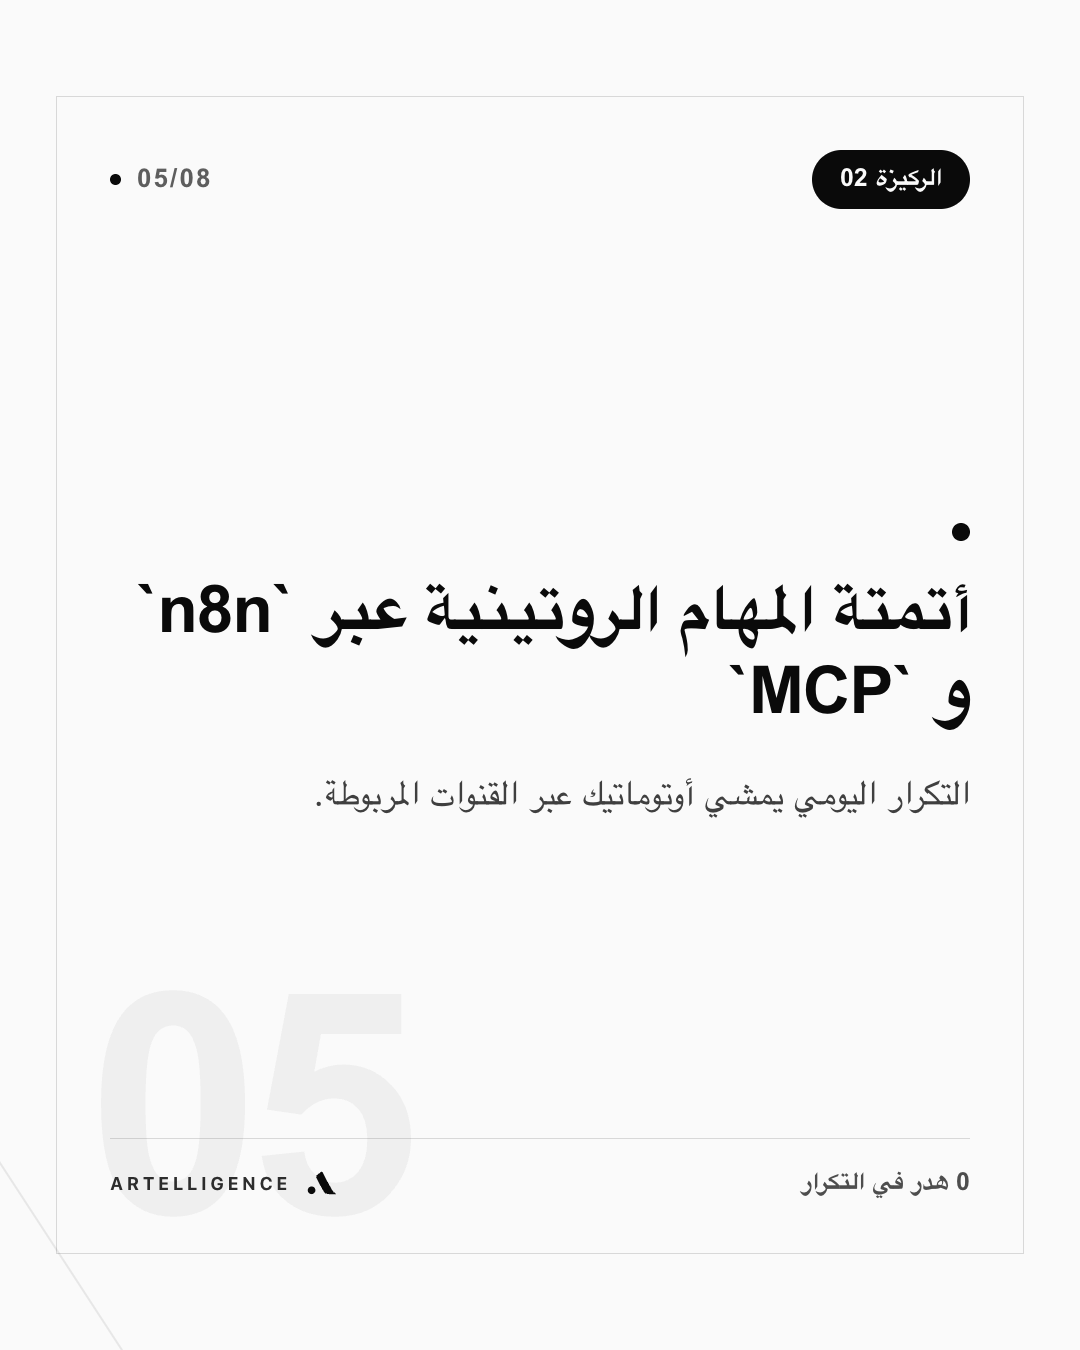 الركيزة 02
05/08
أتمتة المهام الروتينية عبر `n8n`
و `MCP`
التكرار اليومي يمشي أوتوماتيك عبر القنوات المربوطة.
05
0 هدر في التكرار
ARTELLIGENCE